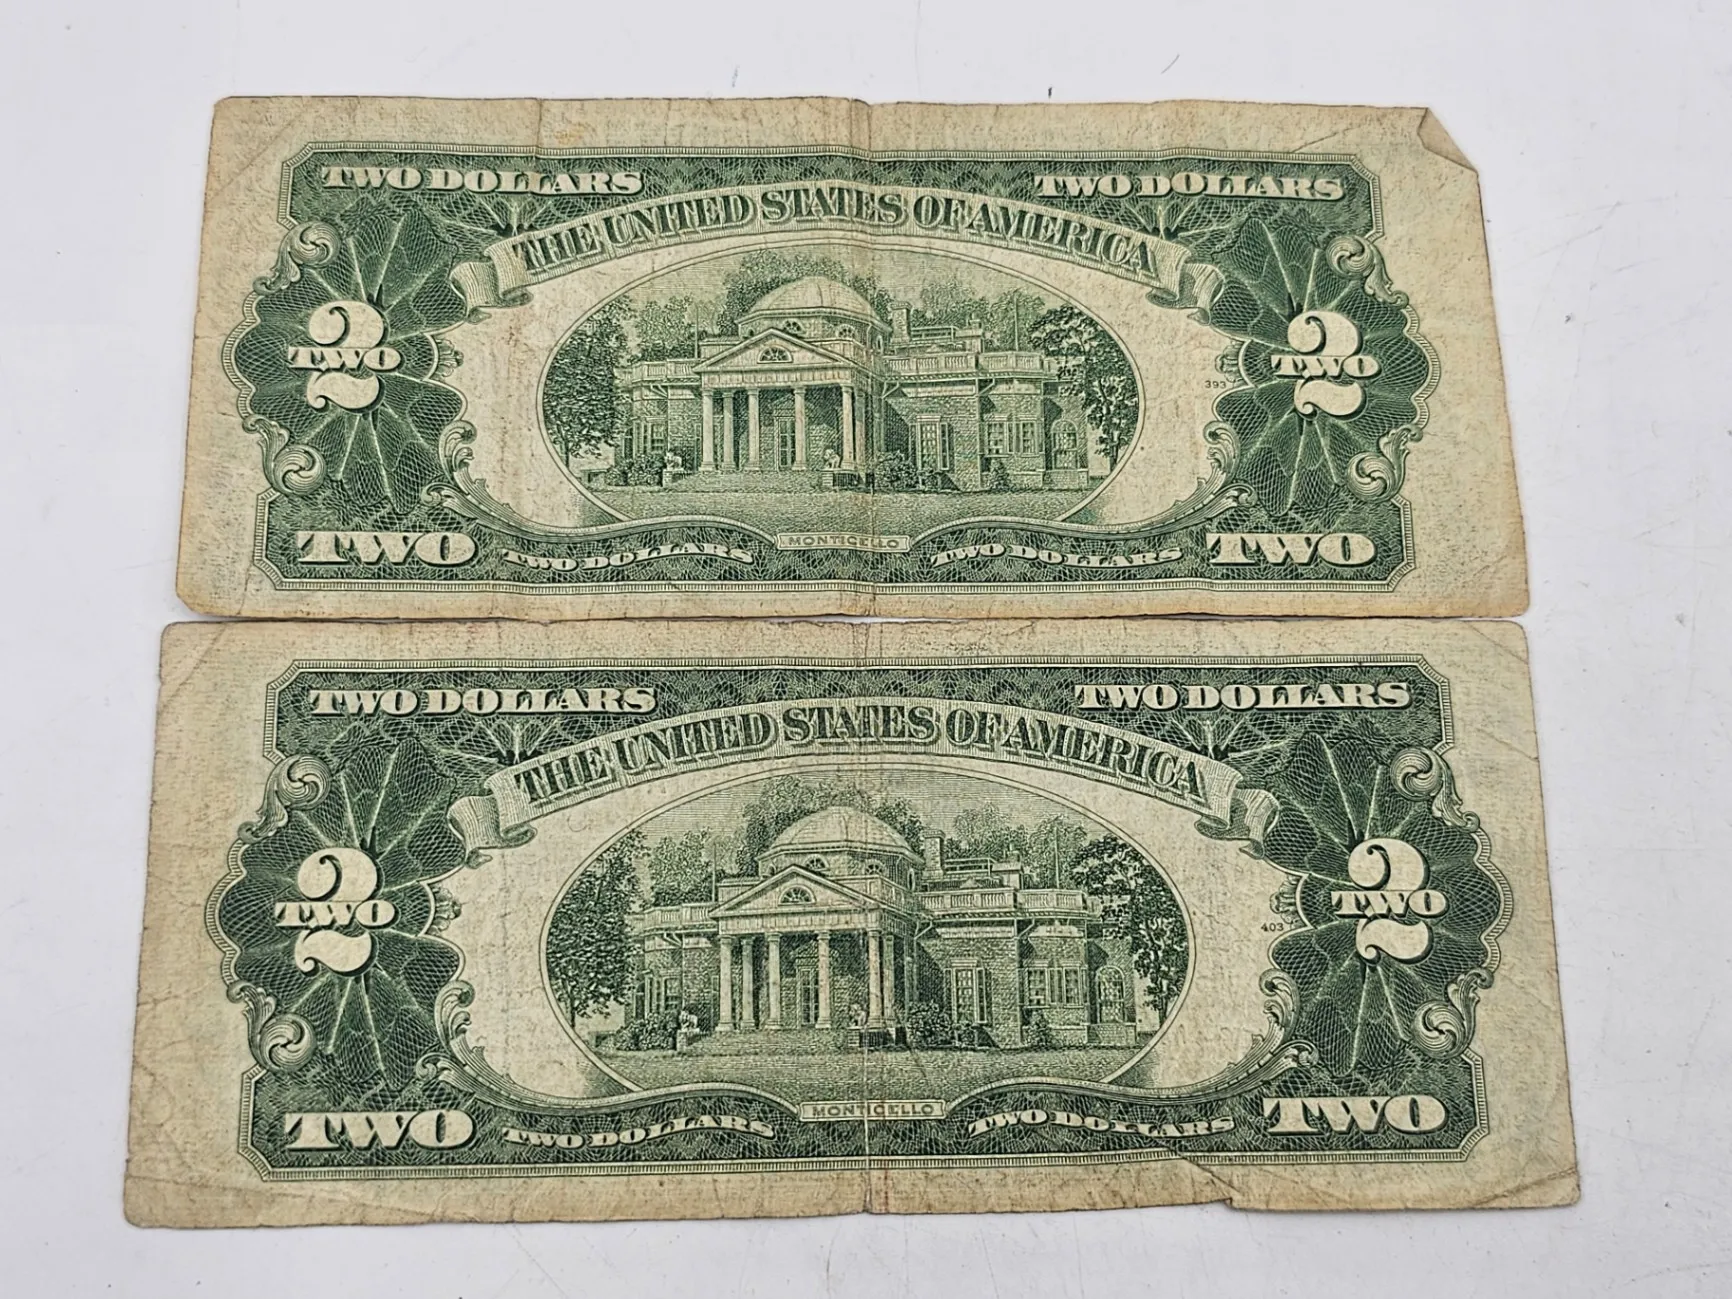 TWO DOLLARS TWO DOLLARS
THE UNITED STATES OF AMERICA
2 TWO 393 2 TWO
MONTICELLO
TWO TWO DOLLARS TWO DOLLARS TWO
TWO DOLLARS TWO DOLLARS
THE UNITED STATES OF AMERICA
2 TWO 403 2 TWO
MONTICELLO
TWO TWO DOLLARS TWO DOLLARS TWO